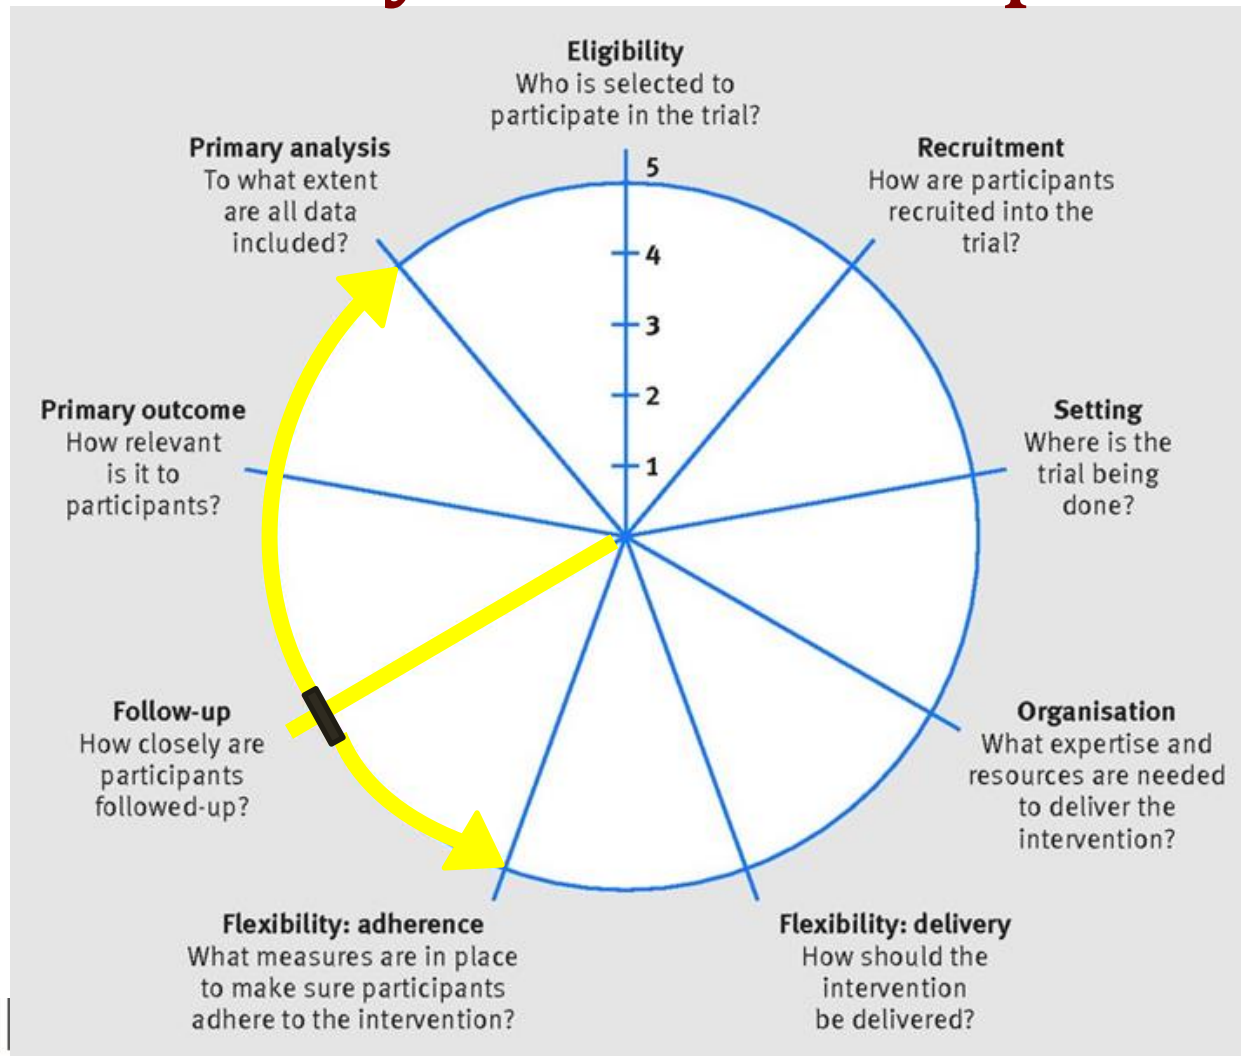 Eligibility
Who is selected to
participate in the trial?
Primary analysis
To what extent
are all data
included?
Recruitment
How are participants
recruited into the
trial?
5
4
3
2
1
Primary outcome
How relevant
is it to
participants?
Setting
Where is the
trial being
done?
Follow-up
How closely are
participants
followed-up?
Organisation
What expertise and
resources are needed
to deliver the
intervention?
Flexibility: adherence
What measures are in place
to make sure participants
adhere to the intervention?
Flexibility: delivery
How should the
intervention
be delivered?